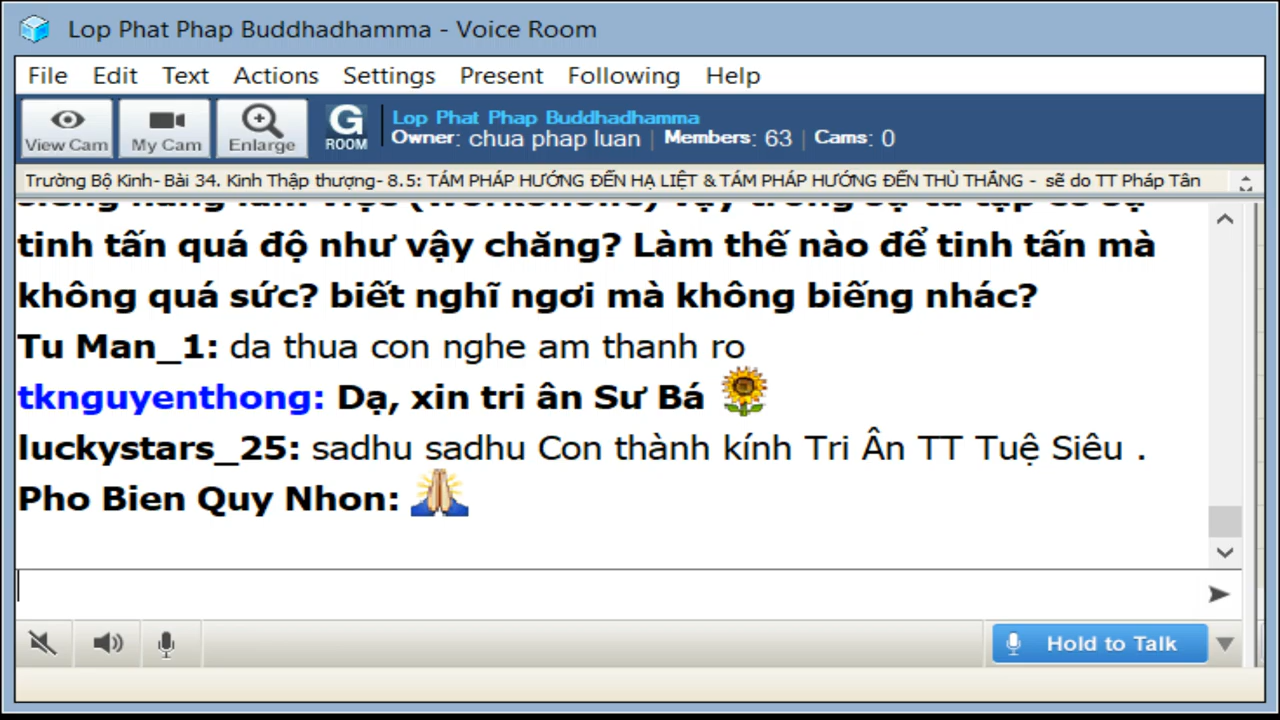 Lop Phat Phap Buddhadhamma - Voice Room
File Edit Text Actions Settings Present Following Help
View Cam My Cam Enlarge G ROOM
Lop Phat Phap Buddhadhamma
Owner: chua phap luan | Members: 63 | Cams: 0
Trường Bộ Kinh- Bài 34. Kinh Thập thượng- 8.5: TÁM PHÁP HƯỚNG ĐẾN HẠ LIỆT & TÁM PHÁP HƯỚNG ĐẾN THÙ THẮNG - sẽ do TT Pháp Tân
tinh tấn quá độ như vậy chăng? Làm thế nào để tinh tấn mà
không quá sức? biết nghĩ ngơi mà không biếng nhác?
Tu Man_1: da thua con nghe am thanh ro
tknguyenthong: Dạ, xin tri ân Sư Bá
luckystars_25: sadhu sadhu Con thành kính Tri Ân TT Tuệ Siêu .
Pho Bien Quy Nhon:
Hold to Talk